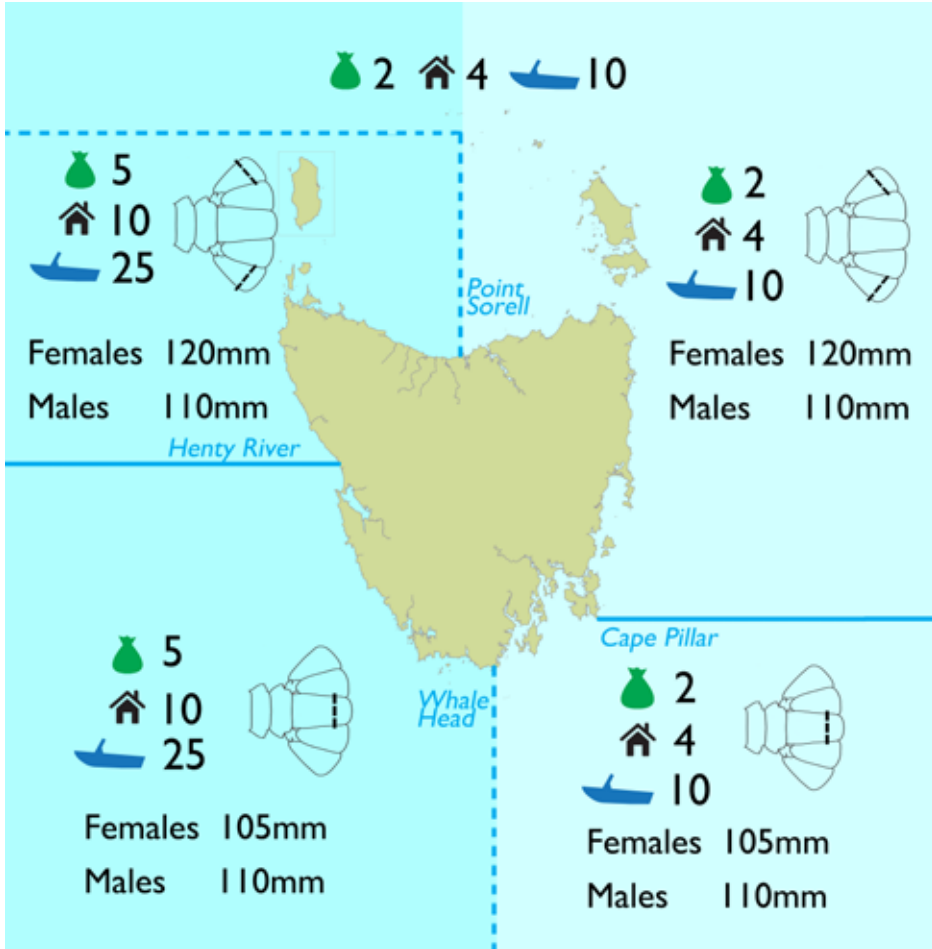 2 4 10
5
10
25
Females 120mm
Males 110mm
2
4
10
Females 120mm
Males 110mm
Point
Sorell
Henty River
Cape Pillar
Whale
Head
5
10
25
Females 105mm
Males 110mm
2
4
10
Females 105mm
Males 110mm